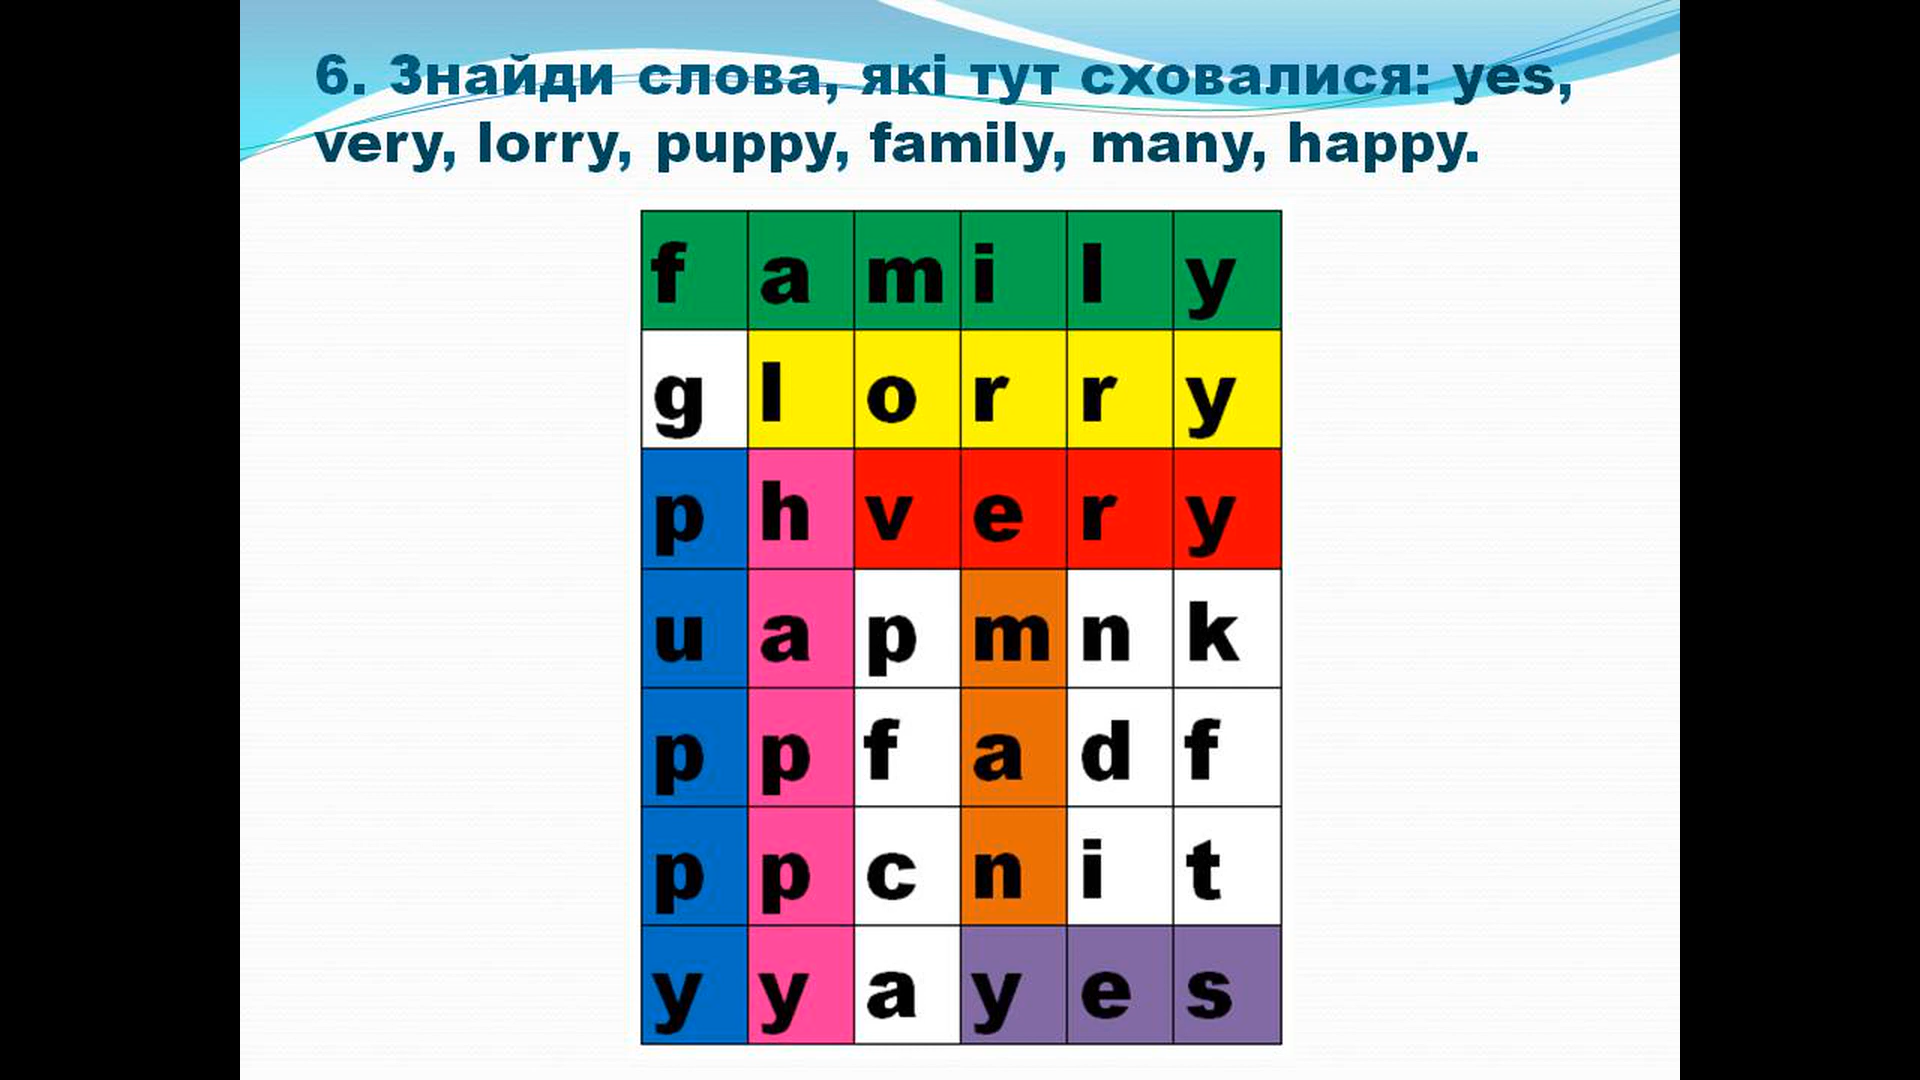 6. Знайди слова, які тут сховалися: yes,
very, lorry, puppy, family, many, happy.
f a m i l y
g l o r r y
p h v e r y
u a p m n k
p p f a d f
p p c n i t
y y a y e s